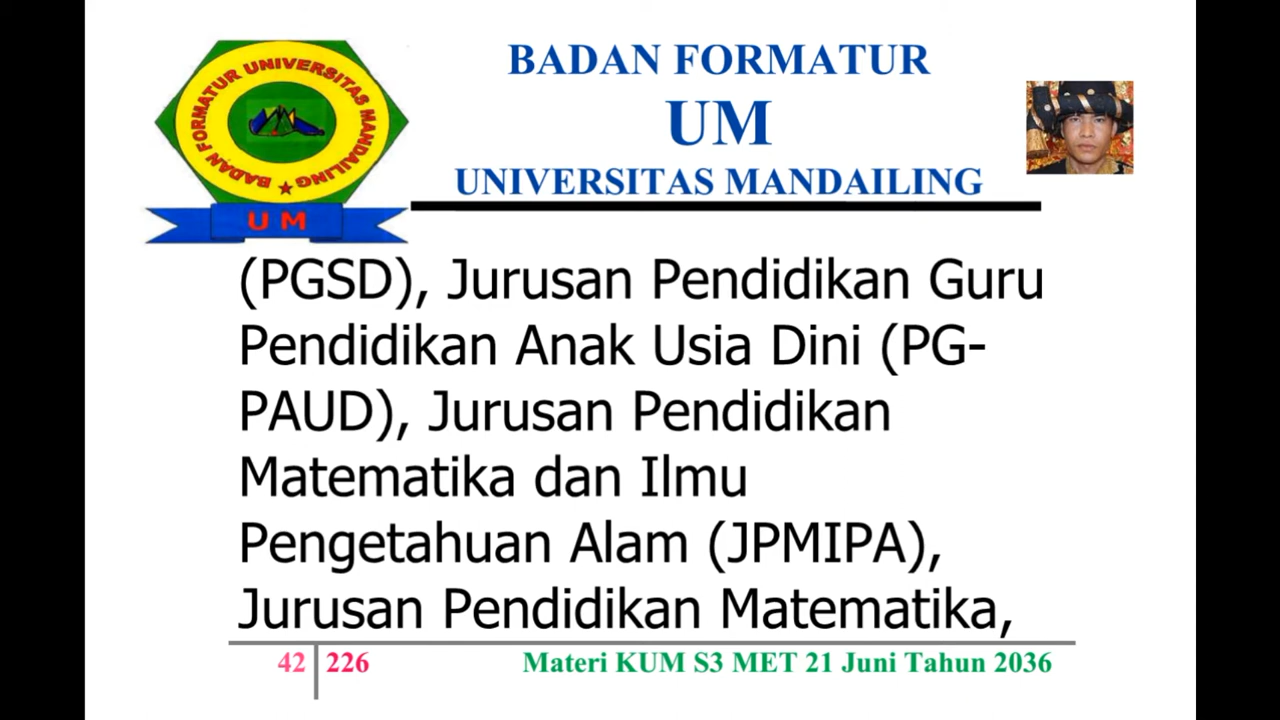 BADAN FORMATUR UNIVERSITAS MANDAILING
U M
BADAN FORMATUR
UM
UNIVERSITAS MANDAILING
(PGSD), Jurusan Pendidikan Guru
Pendidikan Anak Usia Dini (PG-
PAUD), Jurusan Pendidikan
Matematika dan Ilmu
Pengetahuan Alam (JPMIPA),
Jurusan Pendidikan Matematika,
42 226 Materi KUM S3 MET 21 Juni Tahun 2036